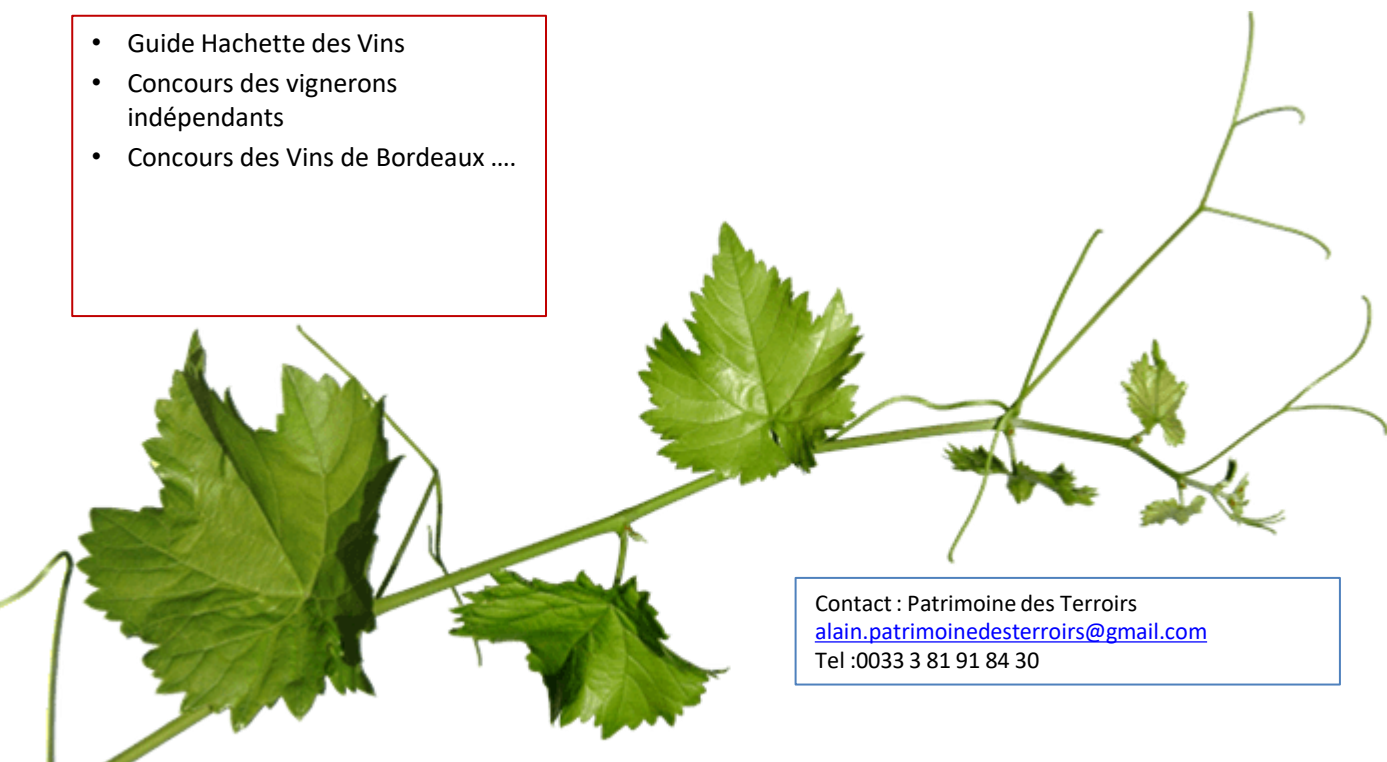 • Guide Hachette des Vins
• Concours des vignerons
indépendants
• Concours des Vins de Bordeaux ....
Contact : Patrimoine des Terroirs
alain.patrimoinedesterroirs@gmail.com
Tel :0033 3 81 91 84 30